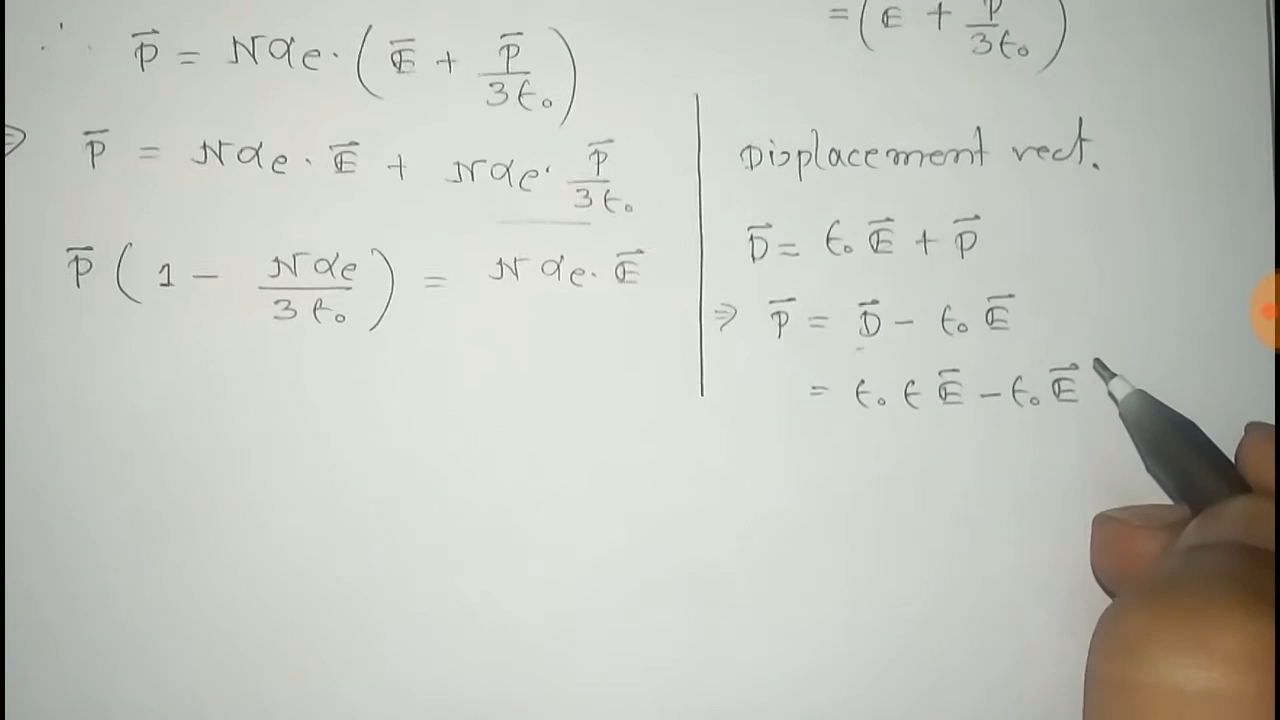 ∴ P̄ = Nαe · (Ē + P̄/3ε₀)
⇒ P̄ = Nαe · Ē + Nαe · P̄/3ε₀
P̄ (1 - Nαe/3ε₀) = Nαe · Ē
= (E + P/3ε₀)
Displacement vect.
D̄ = ε₀ Ē + P̄
⇒ P̄ = D̄ - ε₀ Ē
= ε₀ ε Ē - ε₀ Ē